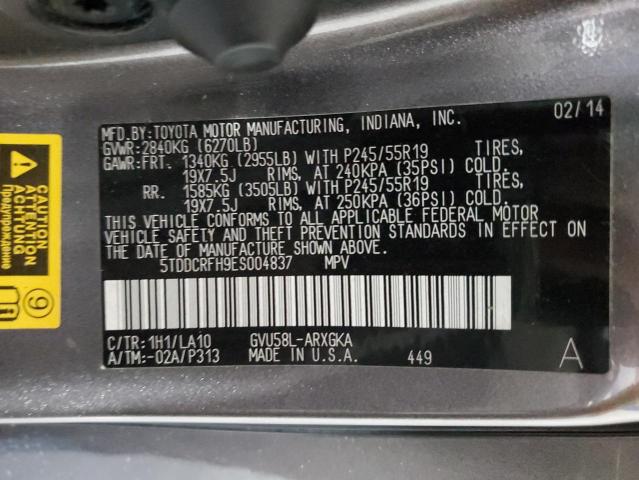 MFD.BY:TOYOTA MOTOR MANUFACTURING, INDIANA, INC. 02/14
GVWR:2840KG (6270LB)
GAWR:FRT. 1340KG (2955LB) WITH P245/55R19 TIRES,
19X7.5J RIMS, AT 240KPA (35PSI) COLD.
RR. 1585KG (3505LB) WITH P245/55R19 TIRES,
19X7.5J RIMS, AT 250KPA (36PSI) COLD.
THIS VEHICLE CONFORMS TO ALL APPLICABLE FEDERAL MOTOR
VEHICLE SAFETY AND THEFT PREVENTION STANDARDS IN EFFECT ON
THE DATE OF MANUFACTURE SHOWN ABOVE.
5TDDCRFH9ES004837 MPV
C/TR:1H1/LA10 GVU58L-ARXGKA
A/TM:-02A/P313 MADE IN U.S.A. 449 A
CAUTION
ATTENTION
ACHTUNG
Предупреждение
9